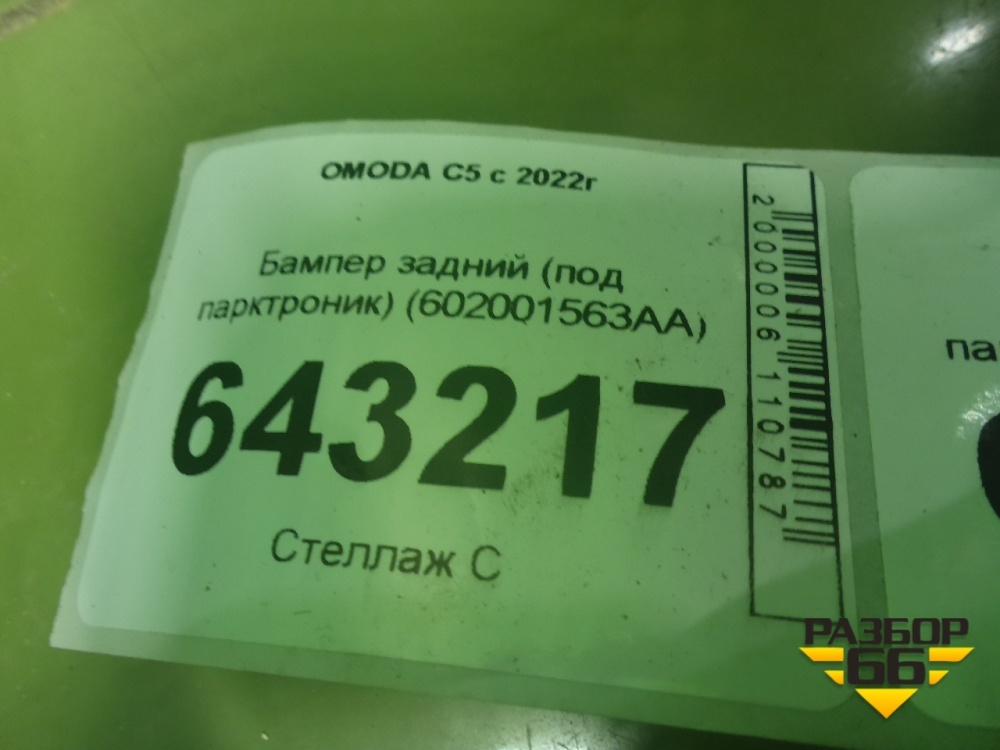 OMODA C5 с 2022г
Бампер задний (под
парктроник) (602001563AA)
643217
Стеллаж С
2000006110787
па
РАЗБОР
66